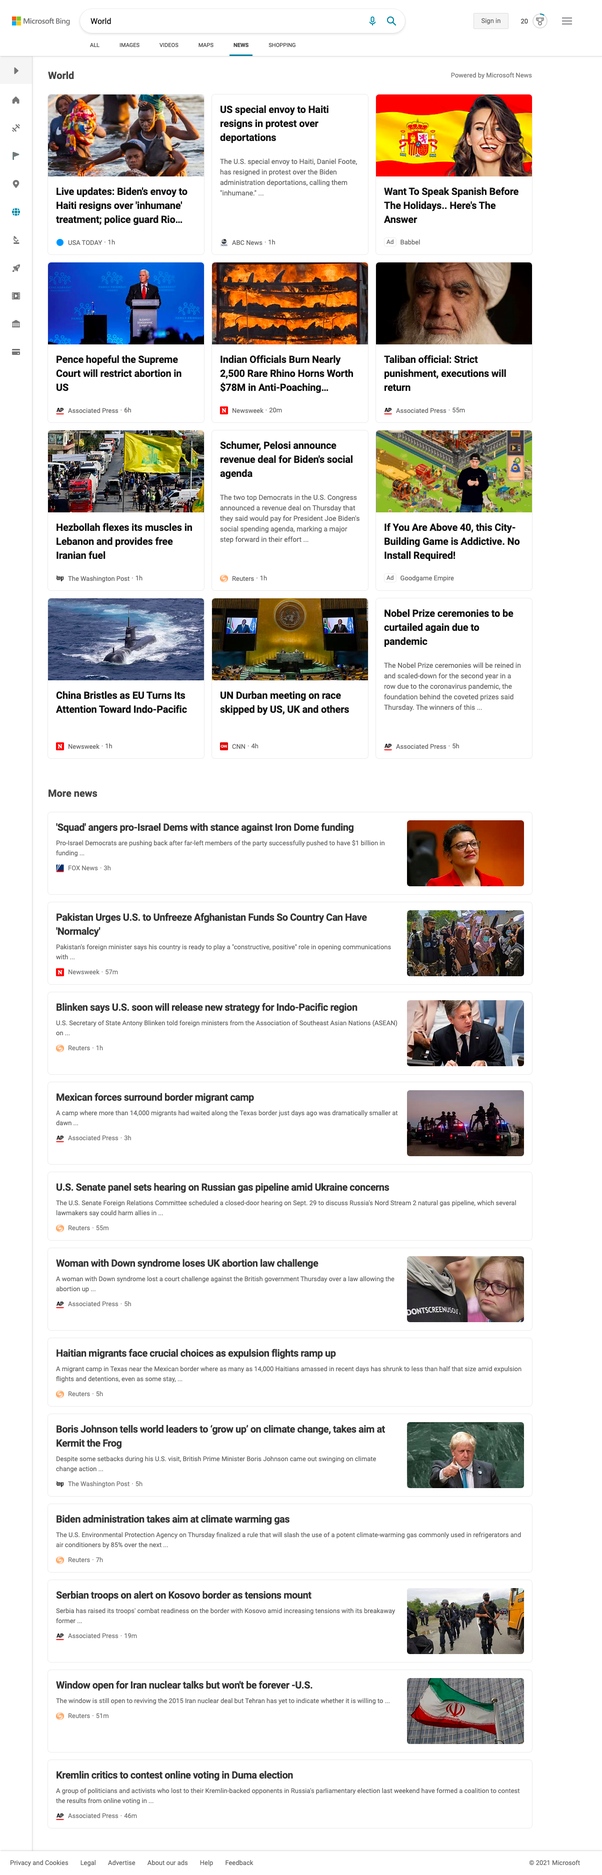 Microsoft Bing
World
Sign in
20
ALL IMAGES VIDEOS MAPS NEWS SHOPPING
World
Powered by Microsoft News
Live updates: Biden's envoy to
Haiti resigns over 'inhumane'
treatment; police guard Rio...
USA TODAY · 1h
US special envoy to Haiti
resigns in protest over
deportations
The U.S. special envoy to Haiti, Daniel Foote,
has resigned in protest over the Biden
administration deportations, calling them
"inhumane." ...
ABC News · 1h
Want To Speak Spanish Before
The Holidays.. Here's The
Answer
Ad Babbel
Pence hopeful the Supreme
Court will restrict abortion in
US
AP Associated Press · 6h
Indian Officials Burn Nearly
2,500 Rare Rhino Horns Worth
$78M in Anti-Poaching...
N Newsweek · 20m
Taliban official: Strict
punishment, executions will
return
AP Associated Press · 55m
Hezbollah flexes its muscles in
Lebanon and provides free
Iranian fuel
wp The Washington Post · 1h
Schumer, Pelosi announce
revenue deal for Biden's social
agenda
The two top Democrats in the U.S. Congress
announced a revenue deal on Thursday that
they said would pay for President Joe Biden's
social spending agenda, marking a major
step forward in their effort ...
Reuters · 1h
If You Are Above 40, this City-
Building Game is Addictive. No
Install Required!
Ad Goodgame Empire
China Bristles as EU Turns Its
Attention Toward Indo-Pacific
N Newsweek · 1h
UN Durban meeting on race
skipped by US, UK and others
CNN CNN · 4h
Nobel Prize ceremonies to be
curtailed again due to
pandemic
The Nobel Prize ceremonies will be reined in
and scaled-down for the second year in a
row due to the coronavirus pandemic, the
foundation behind the coveted prizes said
Thursday. The winners of this ...
AP Associated Press · 5h
More news
'Squad' angers pro-Israel Dems with stance against Iron Dome funding
Pro-Israel Democrats are pushing back after far-left members of the party successfully pushed to have $1 billion in
funding ...
FOX News · 3h
Pakistan Urges U.S. to Unfreeze Afghanistan Funds So Country Can Have
'Normalcy'
Pakistan's foreign minister says his country is ready to play a "constructive, positive" role in opening communications
with ...
N Newsweek · 57m
Blinken says U.S. soon will release new strategy for Indo-Pacific region
U.S. Secretary of State Antony Blinken told foreign ministers from the Association of Southeast Asian Nations (ASEAN)
on ...
Reuters · 1h
Mexican forces surround border migrant camp
A camp where more than 14,000 migrants had waited along the Texas border just days ago was dramatically smaller at
dawn ...
AP Associated Press · 3h
U.S. Senate panel sets hearing on Russian gas pipeline amid Ukraine concerns
The U.S. Senate Foreign Relations Committee scheduled a closed-door hearing on Sept. 29 to discuss Russia's Nord Stream 2 natural gas pipeline, which several
lawmakers say could harm allies in ...
Reuters · 55m
Woman with Down syndrome loses UK abortion law challenge
A woman with Down syndrome lost a court challenge against the British government Thursday over a law allowing the
abortion up ...
AP Associated Press · 5h
DONTSCREENUSOUT
Haitian migrants face crucial choices as expulsion flights ramp up
A migrant camp in Texas near the Mexican border where as many as 14,000 Haitians amassed in recent days has shrunk to less than half that size amid expulsion
flights and detentions, even as some stay, ...
Reuters · 5h
Boris Johnson tells world leaders to 'grow up' on climate change, takes aim at
Kermit the Frog
Despite some setbacks during his U.S. visit, British Prime Minister Boris Johnson came out swinging on climate
change action ...
wp The Washington Post · 5h
Biden administration takes aim at climate warming gas
The U.S. Environmental Protection Agency on Thursday finalized a rule that will slash the use of a potent climate-warming gas commonly used in refrigerators and
air conditioners by 85% over the next ...
Reuters · 7h
Serbian troops on alert on Kosovo border as tensions mount
Serbia has raised its troops' combat readiness on the border with Kosovo amid increasing tensions with its breakaway
former ...
AP Associated Press · 19m
Window open for Iran nuclear talks but won't be forever -U.S.
The window is still open to reviving the 2015 Iran nuclear deal but Tehran has yet to indicate whether it is willing to ...
Reuters · 51m
Kremlin critics to contest online voting in Duma election
A group of politicians and activists who lost to their Kremlin-backed opponents in Russia's parliamentary election last weekend have formed a coalition to contest
the results from online voting in ...
AP Associated Press · 46m
Privacy and Cookies Legal Advertise About our ads Help Feedback
© 2021 Microsoft